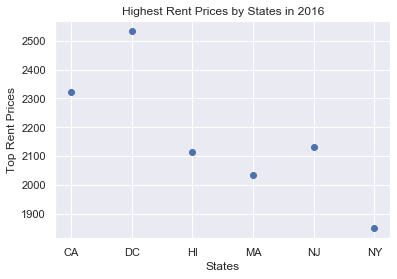 Highest Rent Prices by States in 2016
Top Rent Prices
2500
2400
2300
2200
2100
2000
1900
CA DC HI MA NJ NY
States